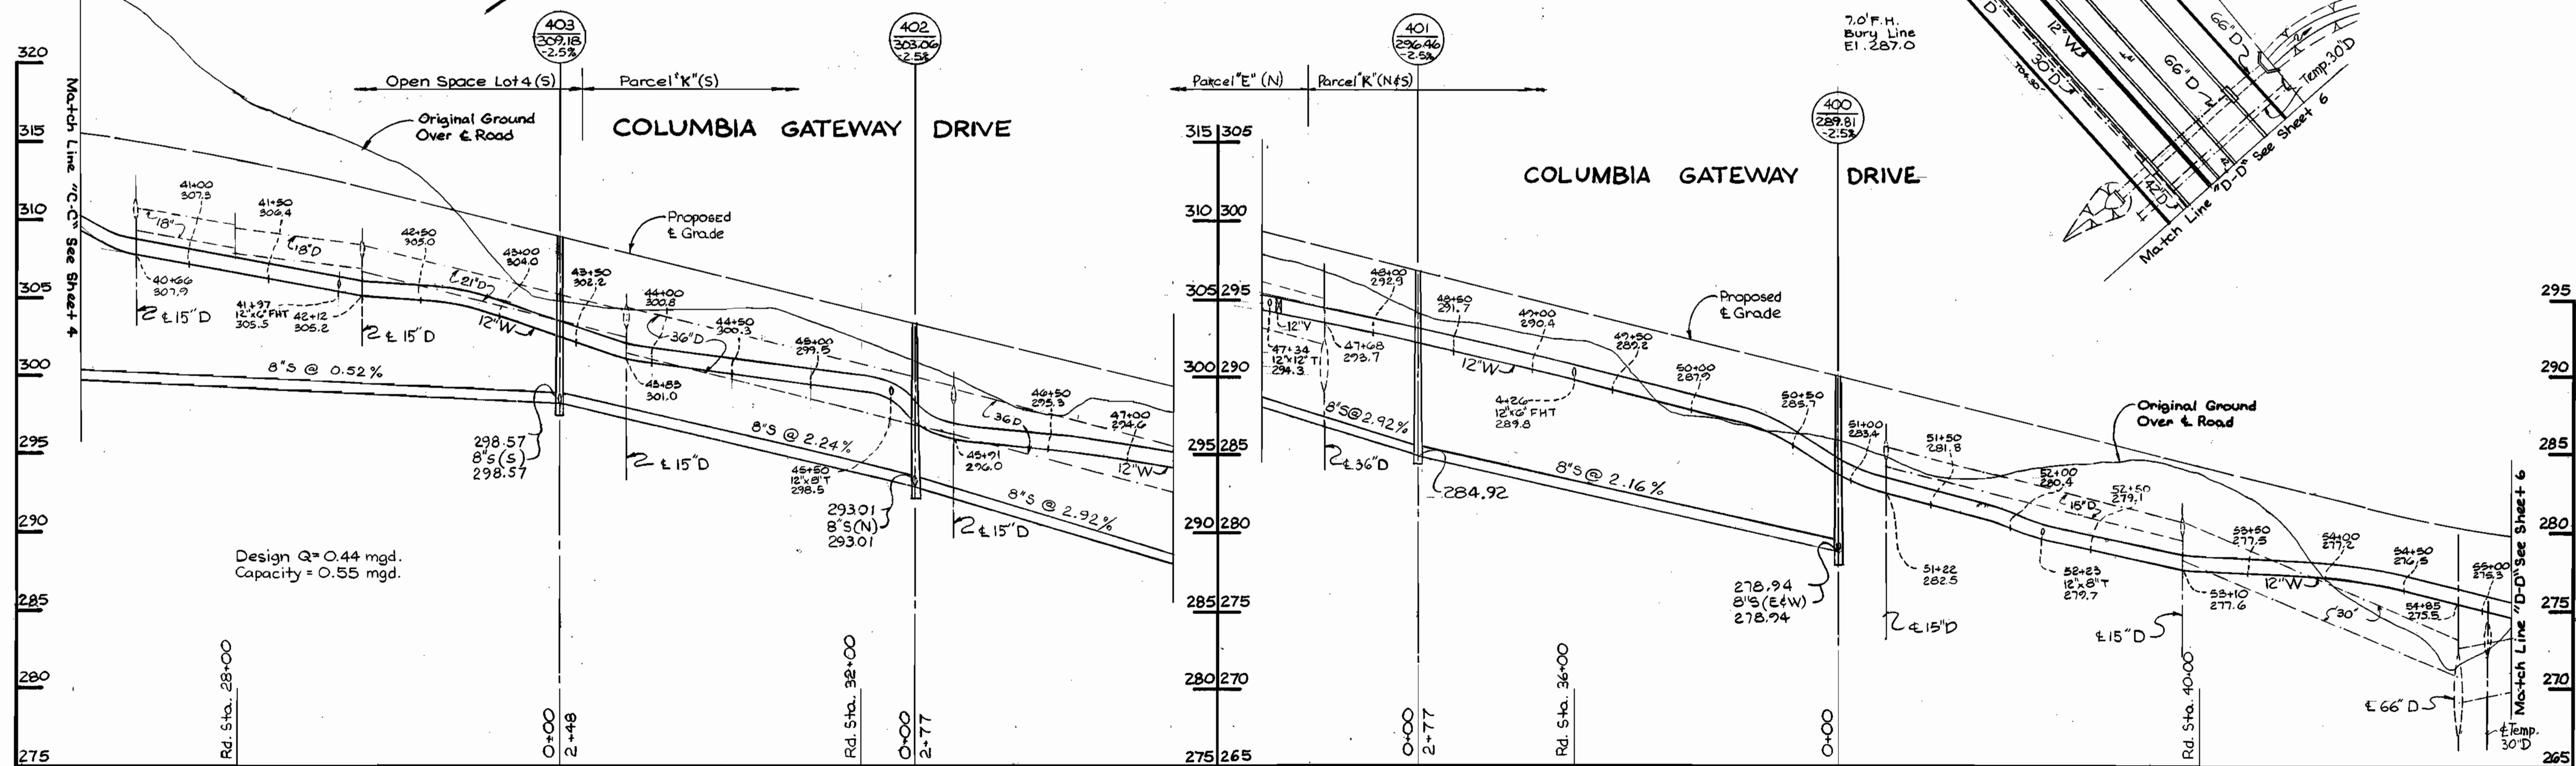 403
309.18
-2.5%
402
303.06
-2.5%
401
296.46
-2.5%
400
289.81
-2.5%
7.0' F.H.
Bury Line
El. 287.0
12"W
30"D
66"D
66"D
Temp. 30"D
42"D
Match Line "D-D" See Sheet 6
320
315
310
305
300
295
290
285
280
275
Match Line "C-C" See Sheet 4
Open Space Lot 4 (S)
Parcel "K" (S)
Parcel "E" (N)
Parcel "K" (N&S)
Original Ground
Over ℄ Road
COLUMBIA GATEWAY DRIVE
Proposed
℄ Grade
41+00
307.3
41+50
306.4
42+50
305.0
43+00
304.0
43+50
302.2
44+00
300.8
44+50
300.3
45+00
299.5
46+50
295.3
47+00
294.6
18"
18"D
21"D
36"D
36D
12"W
12"W
40+66
307.9
℄ 15"D
41+97
12"x6" FHT
305.5
42+12
305.2
℄ 15"D
43+83
301.0
℄ 15"D
45+50
12"x8"T
298.5
45+91
296.0
℄ 15"D
8"S @ 0.52%
8"S @ 2.24%
8"S @ 2.92%
298.57
8"S(S)
298.57
293.01
8"S(N)
293.01
Design Q= 0.44 mgd.
Capacity = 0.55 mgd.
Rd. Sta. 28+00
0+00
2+48
Rd. Sta. 32+00
0+00
2+77
315 305
310 300
305 295
300 290
295 285
290 280
285 275
280 270
275 265
COLUMBIA GATEWAY DRIVE
Proposed
℄ Grade
Original Ground
Over ℄ Road
12"V
47+34
12"x12"T
294.3
47+68
293.7
℄36"D
48+00
292.9
48+50
291.7
49+00
290.4
49+50
289.2
50+00
287.9
50+50
285.7
51+00
283.4
51+50
281.8
52+00
280.4
52+50
279.1
53+50
277.5
54+00
277.2
54+50
276.5
55+00
275.3
12"W
4+26
12"x6" FHT
289.8
8"S@2.92%
8"S @ 2.16%
284.92
278.94
8"S(E&W)
278.94
51+22
282.5
℄15"D
15"D
52+23
12"x8"T
279.7
53+10
277.6
℄15"D
12"W
30"
54+85
275.5
℄66"D
℄Temp.
30"D
Match Line "D-D" See Sheet 6
0+00
2+77
Rd. Sta. 36+00
0+00
Rd. Sta. 40+00
295
290
285
280
275
270
265